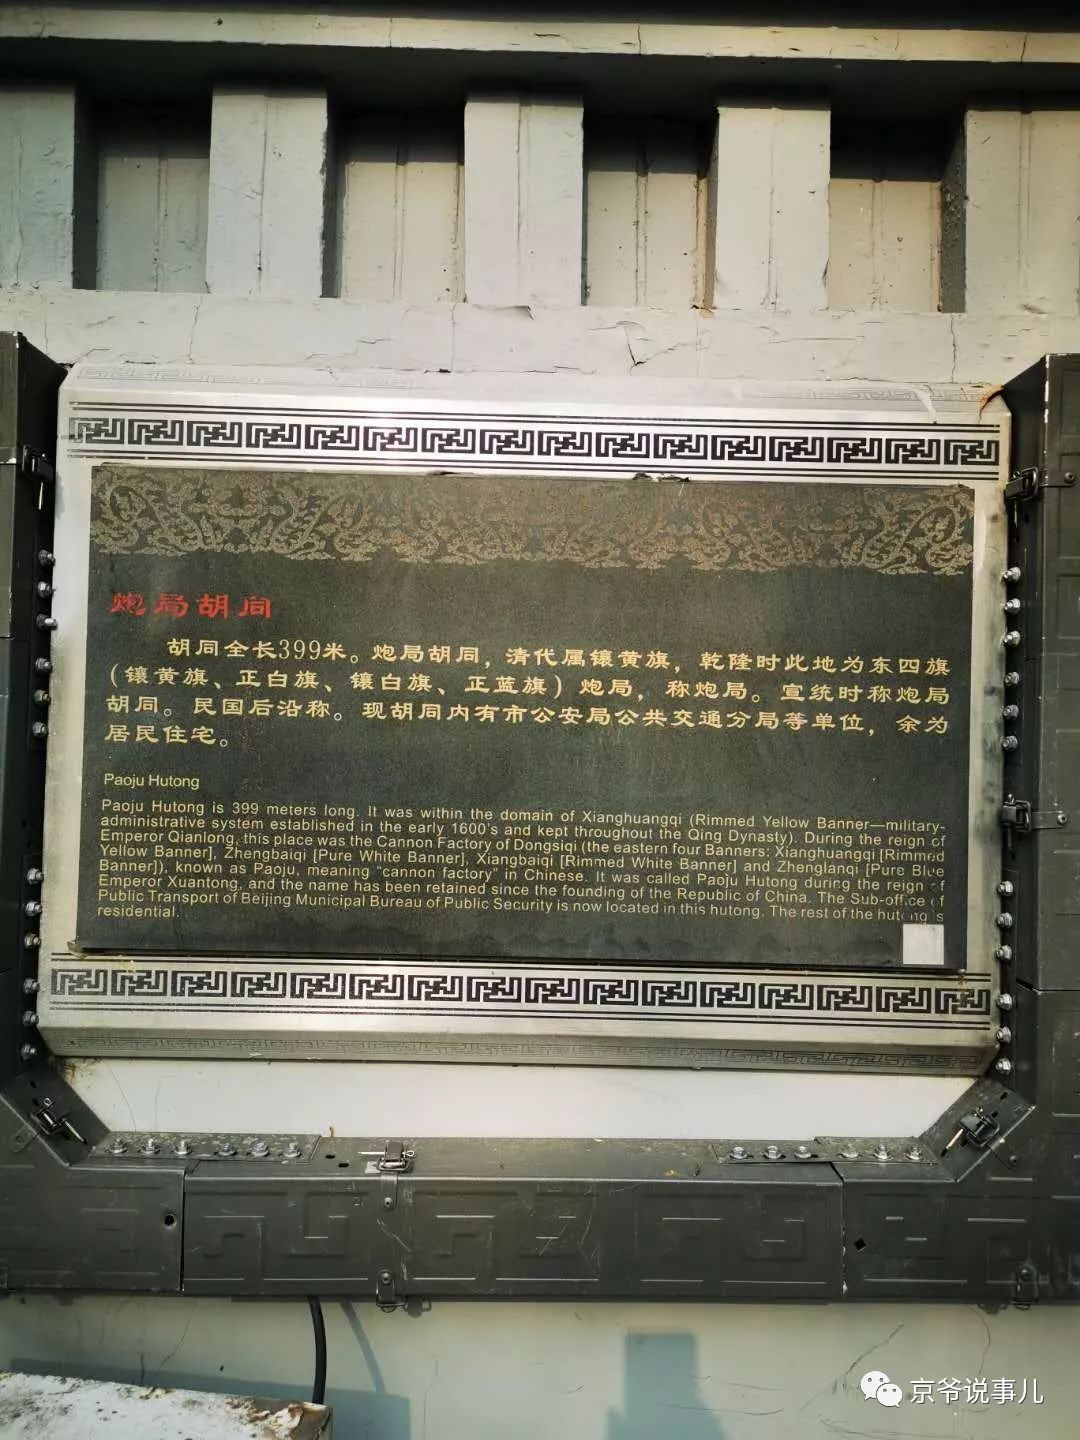 炮局胡同
胡同全长399米。炮局胡同，清代属镶黄旗，乾隆时此地为东四旗
（镶黄旗、正白旗、镶白旗、正蓝旗）炮局，称炮局。宣统时称炮局
胡同。民国后沿称。现胡同内有市公安局公共交通分局等单位，余为
居民住宅。
Paoju Hutong
Paoju Hutong is 399 meters long. It was within the domain of Xianghuangqi (Rimmed Yellow Banner—military-
administrative system established in the early 1600's and kept throughout the Qing Dynasty). During the reign of
Emperor Qianlong, this place was the Cannon Factory of Dongsiqi (the eastern four Banners: Xianghuangqi [Rimmed
Yellow Banner], Zhengbaiqi [Pure White Banner], Xiangbaiqi [Rimmed White Banner] and Zhenglanqi [Pure Blue
Banner]), known as Paoju, meaning "cannon factory" in Chinese. It was called Paoju Hutong during the reign of
Emperor Xuantong, and the name has been retained since the founding of the Republic of China. The Sub-office of
Public Transport of Beijing Municipal Bureau of Public Security is now located in this hutong. The rest of the hutong is
residential.
京爷说事儿